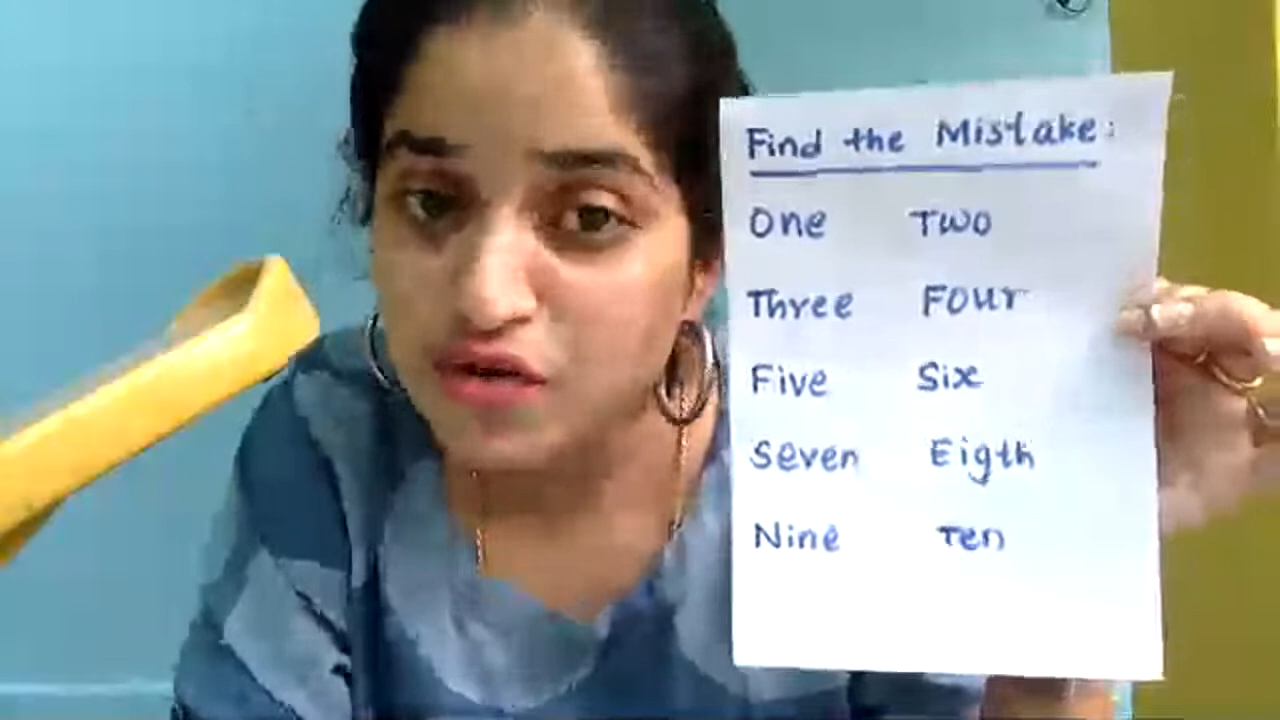 Find the Mistake:
One Two
Three Four
Five Six
Seven Eigth
Nine Ten